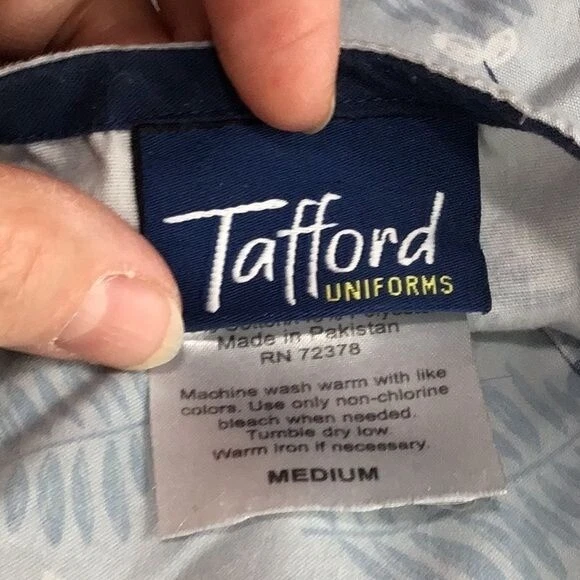 Tafford
UNIFORMS
Made in Pakistan
RN 72378
Machine wash warm with like
colors. Use only non-chlorine
bleach when needed.
Tumble dry low.
Warm iron if necessary.
MEDIUM